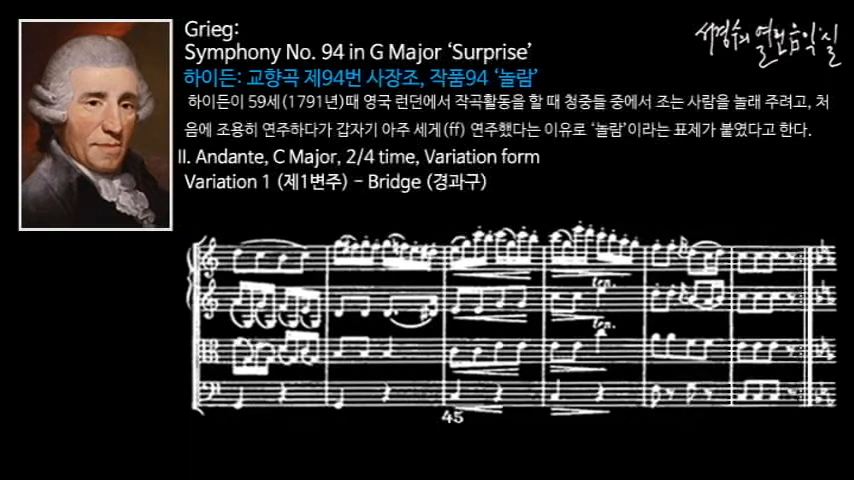 서경수의 열린음악실
Grieg:
Symphony No. 94 in G Major ‘Surprise’
하이든: 교향곡 제94번 사장조, 작품94 ‘놀람’
하이든이 59세(1791년)때 영국 런던에서 작곡활동을 할 때 청중들 중에서 조는 사람을 놀래 주려고, 처
음에 조용히 연주하다가 갑자기 아주 세게(ff) 연주했다는 이유로 ‘놀람’이라는 표제가 붙였다고 한다.
II. Andante, C Major, 2/4 time, Variation form
Variation 1 (제1변주) – Bridge (경과구)
ten.
ten.
45